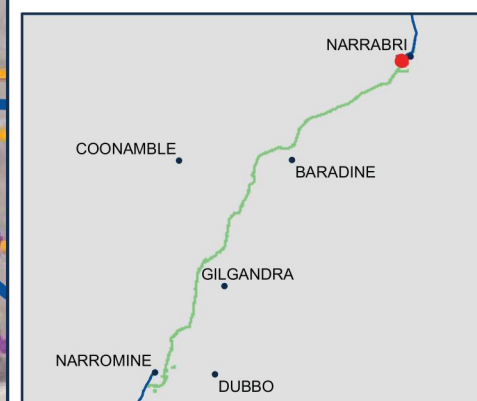 NARRABRI
COONAMBLE
BARADINE
GILGANDRA
NARROMINE
DUBBO